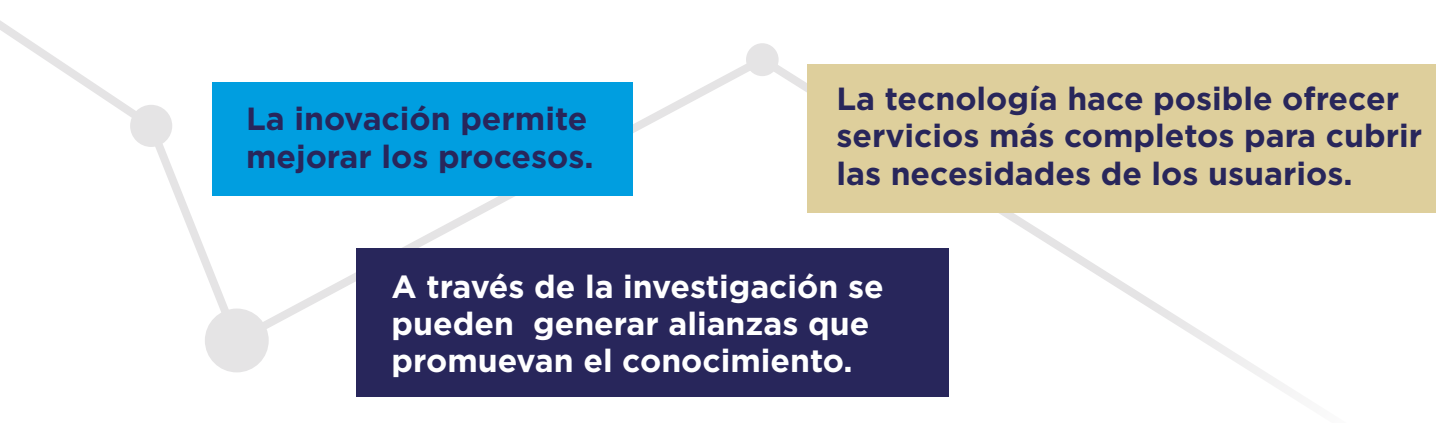 La inovación permite
mejorar los procesos.
La tecnología hace posible ofrecer
servicios más completos para cubrir
las necesidades de los usuarios.
A través de la investigación se
pueden  generar alianzas que
promuevan el conocimiento.